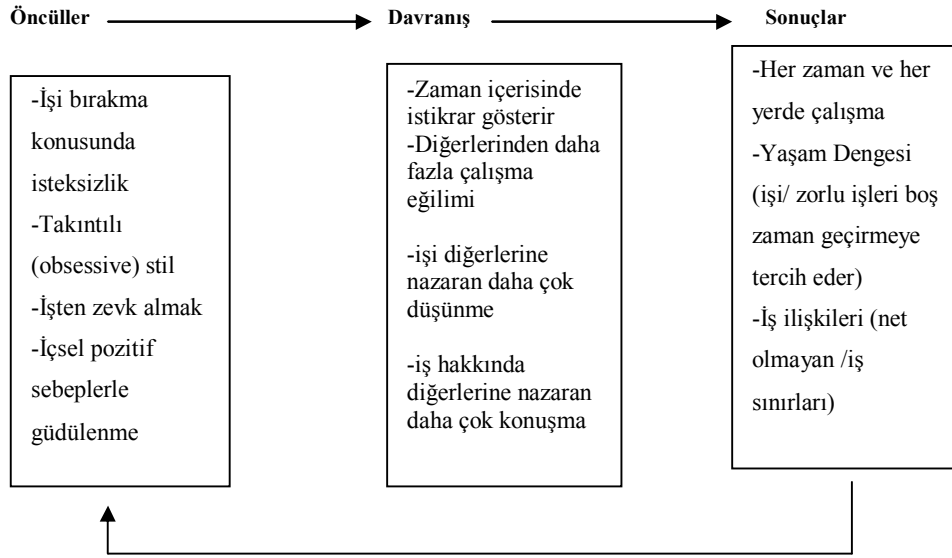 Öncüller
Davranış
Sonuçlar
-İşi bırakma
konusunda
isteksizlik
-Takıntılı
(obsessive) stil
-İşten zevk almak
-İçsel pozitif
sebeplerle
güdülenme
-Zaman içerisinde
istikrar gösterir
-Diğerlerinden daha
fazla çalışma
eğilimi
-işi diğerlerine
nazaran daha çok
düşünme
-iş hakkında
diğerlerine nazaran
daha çok konuşma
-Her zaman ve her
yerde çalışma
-Yaşam Dengesi
(işi/ zorlu işleri boş
zaman geçirmeye
tercih eder)
-İş ilişkileri (net
olmayan /iş
sınırları)